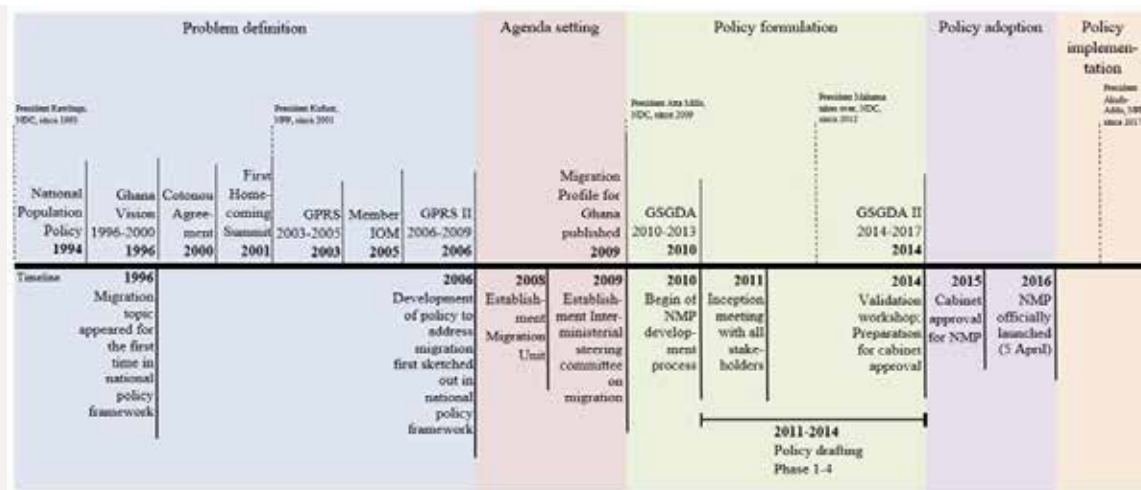 Problem definition
Agenda setting
Policy formulation
Policy adoption
Policy
implemen-
tation
President Rawlings,
NDC, since 1993
President Kufuor,
NPP, since 2001
President Atta Mills,
NDC, since 2009
President Mahama
takes over, NDC,
since 2012
President
Akufo-
Addo, NPP
since 2017
National
Population
Policy
1994
Ghana
Vision
1996-2000
1996
Cotonou
Agree-
ment
2000
First
Home-
coming
Summit
2001
GPRS
2003-2005
2003
Member
IOM
2005
GPRS II
2006-2009
2006
Migration
Profile for
Ghana
published
2009
GSGDA
2010-2013
2010
GSGDA II
2014-2017
2014
Timeline
1996
Migration
topic
appeared for
the first
time in
national
policy
framework
2006
Development
of policy to
address
migration
first sketched
out in
national
policy
framework
2008
Establish-
ment
Migration
Unit
2009
Establish-
ment Inter-
ministerial
steering
committee
on
migration
2010
Begin of
NMP
develop-
ment
process
2011
Inception
meeting
with all
stake-
holders
2014
Validation
workshop;
Preparation
for cabinet
approval
2015
Cabinet
approval
for NMP
2016
NMP
officially
launched
(5 April)
2011-2014
Policy drafting
Phase 1-4